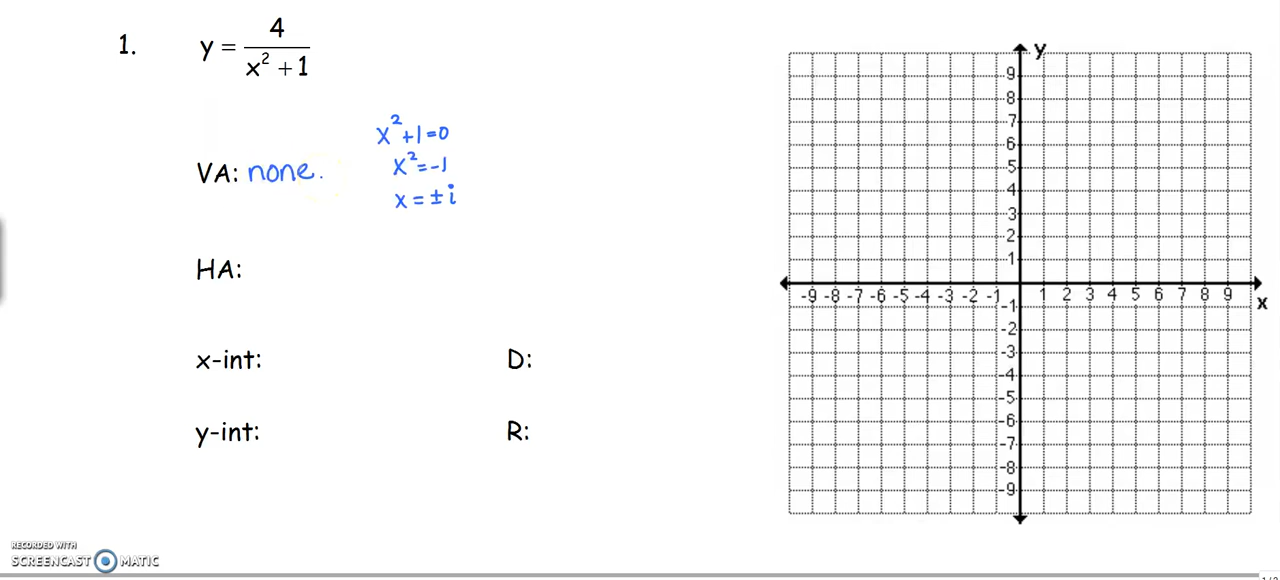 1. y = 4 / (x² + 1)
x² + 1 = 0
VA: none. x² = -1
x = ± i
HA:
x-int: D:
y-int: R:
y
9
8
7
6
5
4
3
2
1
-9 -8 -7 -6 -5 -4 -3 -2 -1 1 2 3 4 5 6 7 8 9
x
-1
-2
-3
-4
-5
-6
-7
-8
-9
RECORDED WITH
SCREENCAST MATIC